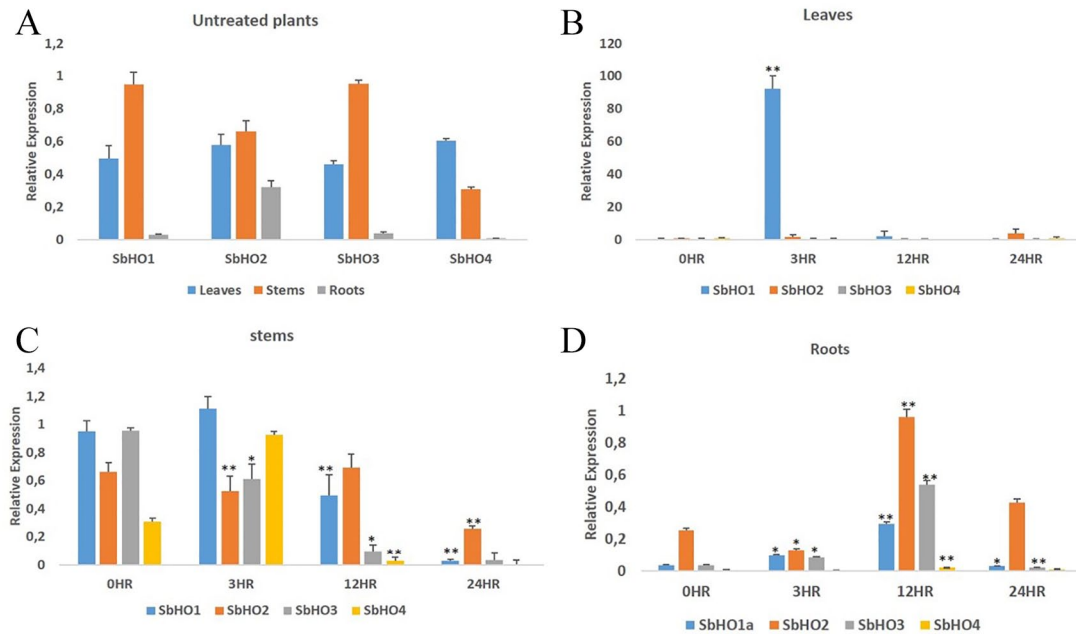 A
Untreated plants
Relative Expression
1,2
1
0,8
0,6
0,4
0,2
0
SbHO1 SbHO2 SbHO3 SbHO4
Leaves Stems Roots
B
Leaves
Relative Expression
120
100
80
60
40
20
0
**
0HR 3HR 12HR 24HR
SbHO1 SbHO2 SbHO3 SbHO4
C
stems
Relative Expression
1,4
1,2
1
0,8
0,6
0,4
0,2
0
** * ** * ** ** **
0HR 3HR 12HR 24HR
SbHO1 SbHO2 SbHO3 SbHO4
D
Roots
Relative Expression
1,2
1
0,8
0,6
0,4
0,2
0
* * * ** ** ** ** * **
0HR 3HR 12HR 24HR
SbHO1a SbHO2 SbHO3 SbHO4